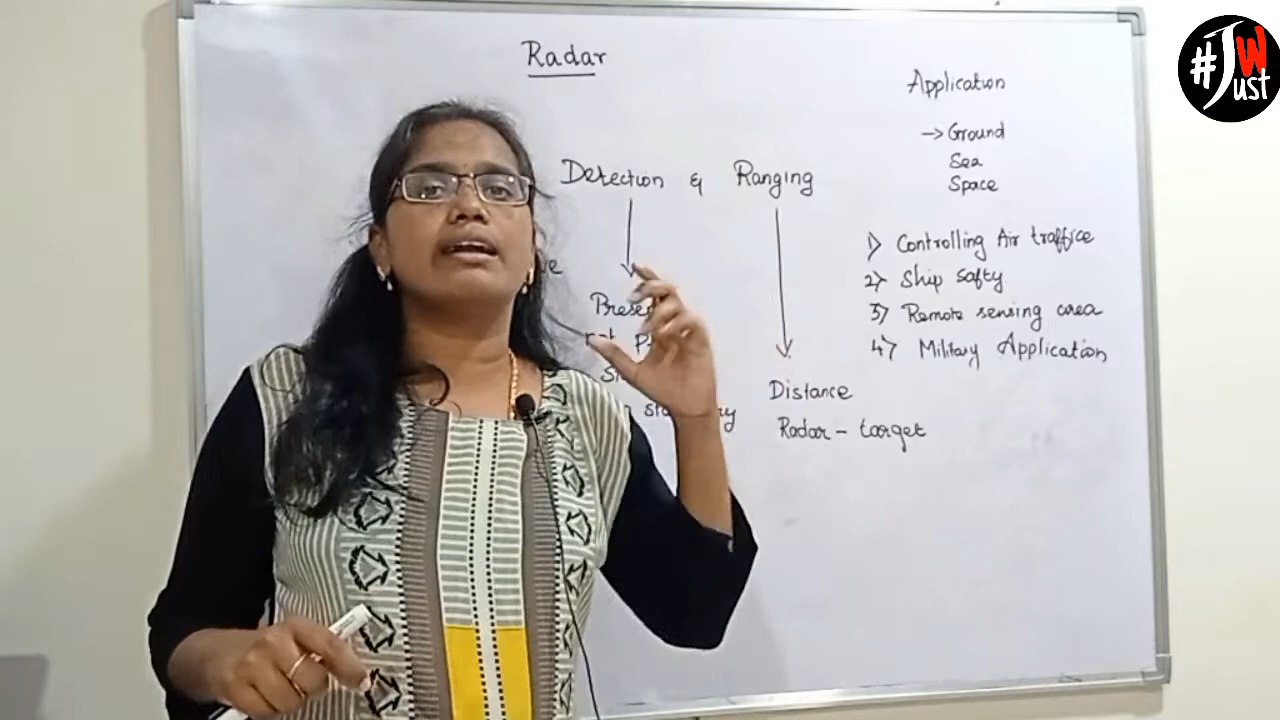 Radar
Detection & Ranging
Distance
Radar - target
Application
→ Ground
Sea
Space
1) Controlling Air traffice
2) Ship safty
3) Remote sensing area
4) Military Application
#JUST W